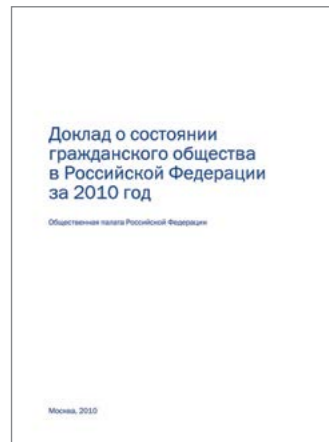 Доклад о состоянии
гражданского общества
в Российской Федерации
за 2010 год
Общественная палата Российской Федерации
Москва, 2010